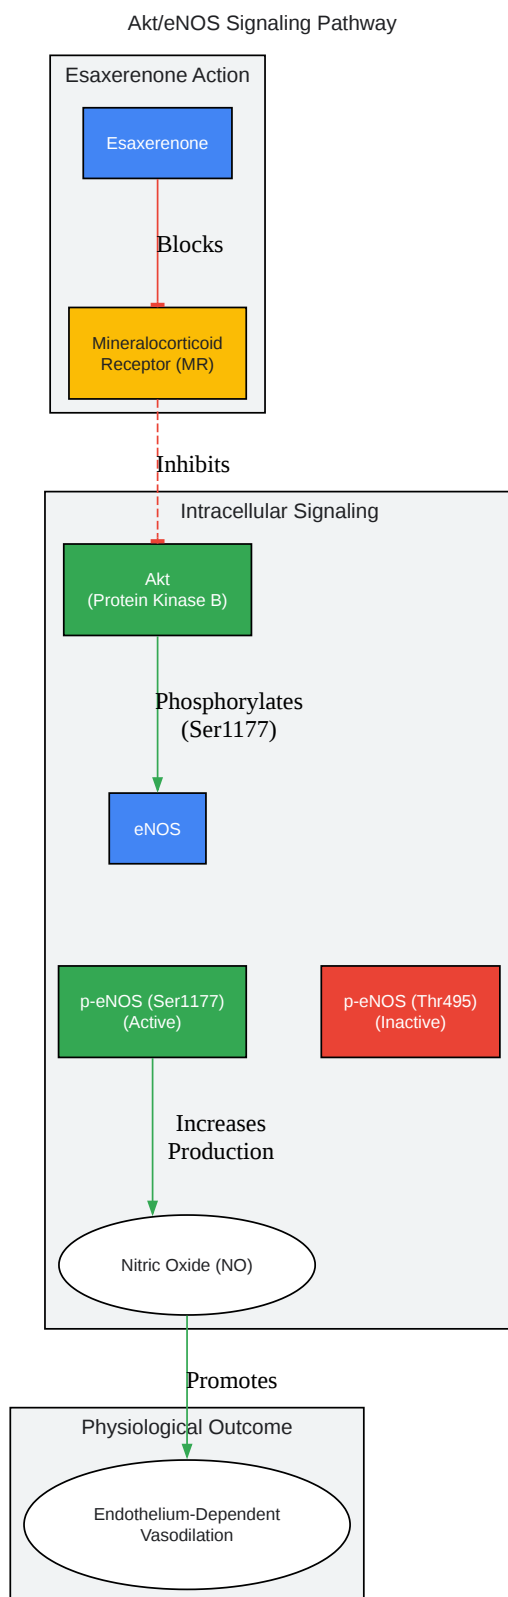 Akt/eNOS Signaling Pathway
Esaxerenone Action
Esaxerenone
Blocks
Mineralocorticoid
Receptor (MR)
Inhibits
Intracellular Signaling
Akt
(Protein Kinase B)
Phosphorylates
(Ser1177)
eNOS
p-eNOS (Ser1177)
(Active)
p-eNOS (Thr495)
(Inactive)
Increases
Production
Nitric Oxide (NO)
Promotes
Physiological Outcome
Endothelium-Dependent
Vasodilation